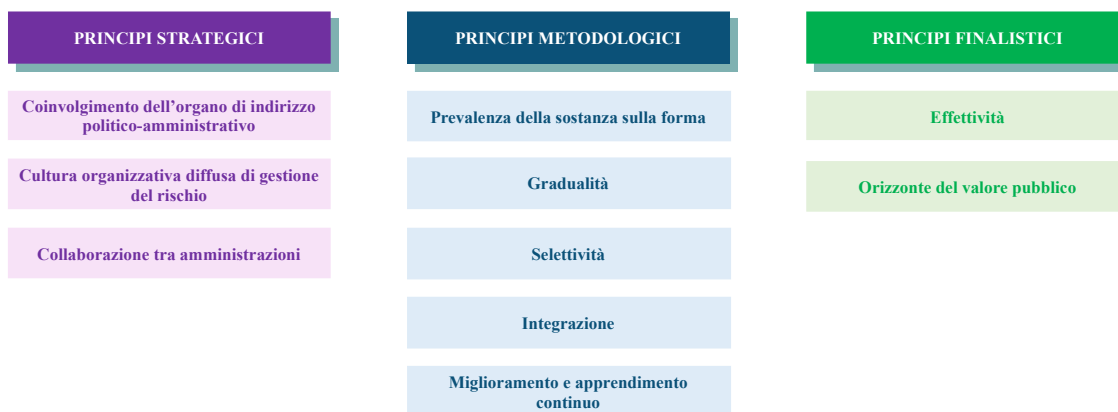 PRINCIPI STRATEGICI
Coinvolgimento dell’organo di indirizzo
politico-amministrativo
Cultura organizzativa diffusa di gestione
del rischio
Collaborazione tra amministrazioni
PRINCIPI METODOLOGICI
Prevalenza della sostanza sulla forma
Gradualità
Selettività
Integrazione
Miglioramento e apprendimento
continuo
PRINCIPI FINALISTICI
Effettività
Orizzonte del valore pubblico